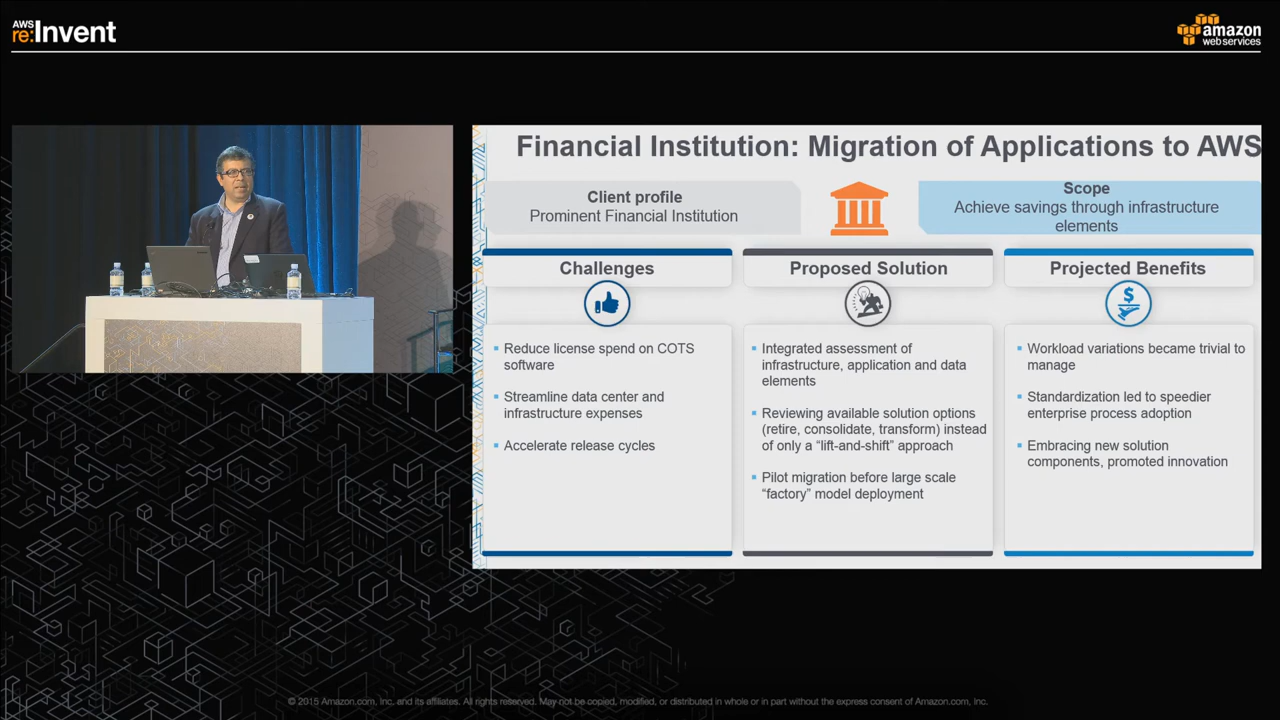 AWS
re:Invent
amazon
web services
Financial Institution: Migration of Applications to AWS
Client profile
Prominent Financial Institution
Scope
Achieve savings through infrastructure
elements
Challenges
Reduce license spend on COTS
software
Streamline data center and
infrastructure expenses
Accelerate release cycles
Proposed Solution
Integrated assessment of
infrastructure, application and data
elements
Reviewing available solution options
(retire, consolidate, transform) instead
of only a “lift-and-shift” approach
Pilot migration before large scale
“factory” model deployment
Projected Benefits
$
Workload variations became trivial to
manage
Standardization led to speedier
enterprise process adoption
Embracing new solution
components, promoted innovation
© 2015 Amazon.com, Inc. and its affiliates. All rights reserved. May not be copied, modified, or distributed in whole or in part without the express consent of Amazon.com, Inc.